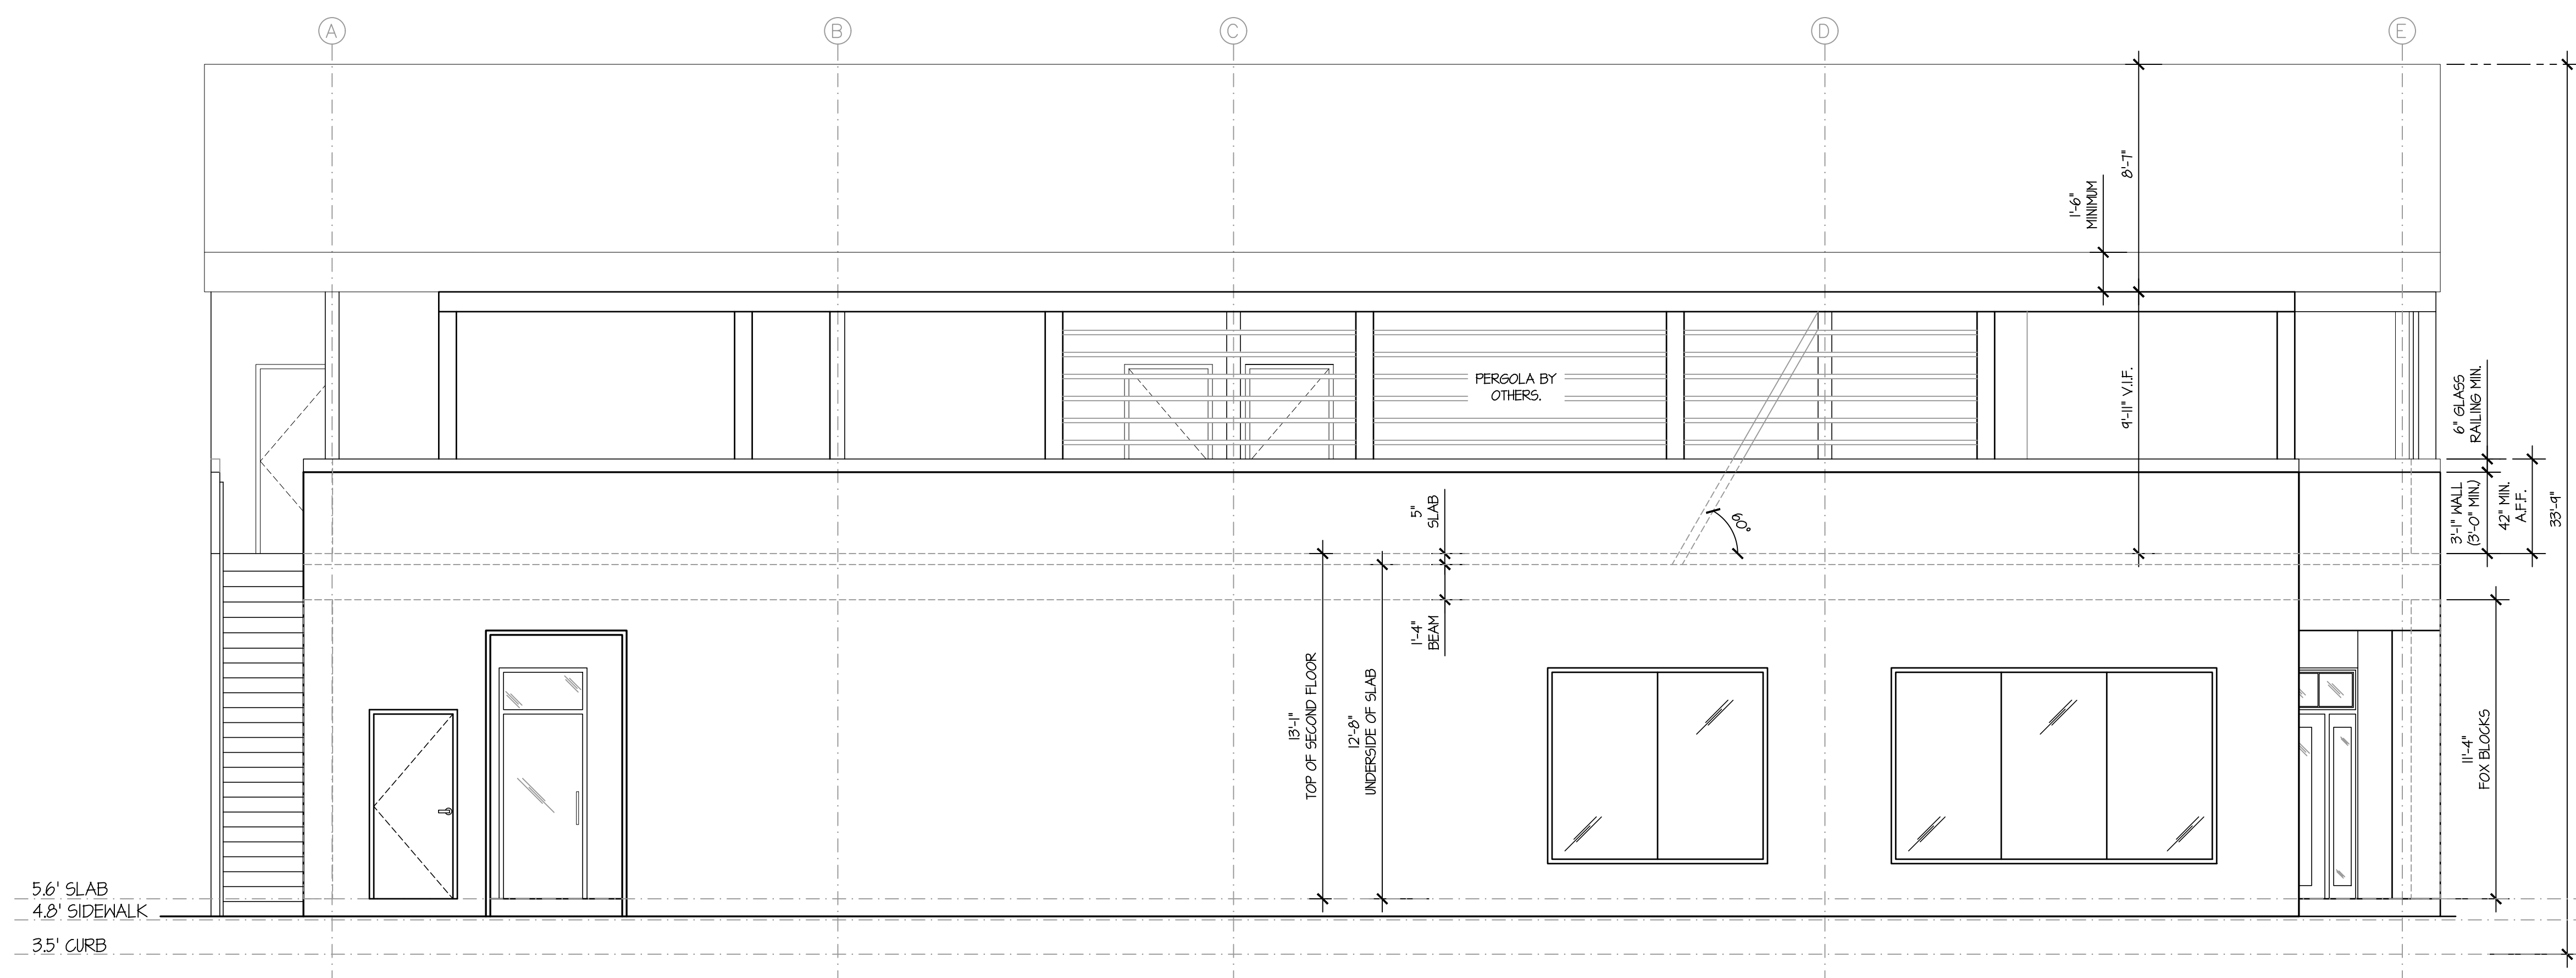 A
B
C
D
E
8'-7"
1'-6"
MINIMUM
PERGOLA BY
OTHERS.
9'-11" V.I.F.
6" GLASS
RAILING MIN.
3'-1" WALL
(3'-0" MIN.)
42" MIN.
A.F.F.
33'-9"
5"
SLAB
60°
1'-4"
BEAM
13'-1"
TOP OF SECOND FLOOR
12'-8"
UNDERSIDE OF SLAB
11'-4"
FOX BLOCKS
5.6' SLAB
4.8' SIDEWALK
3.5' CURB